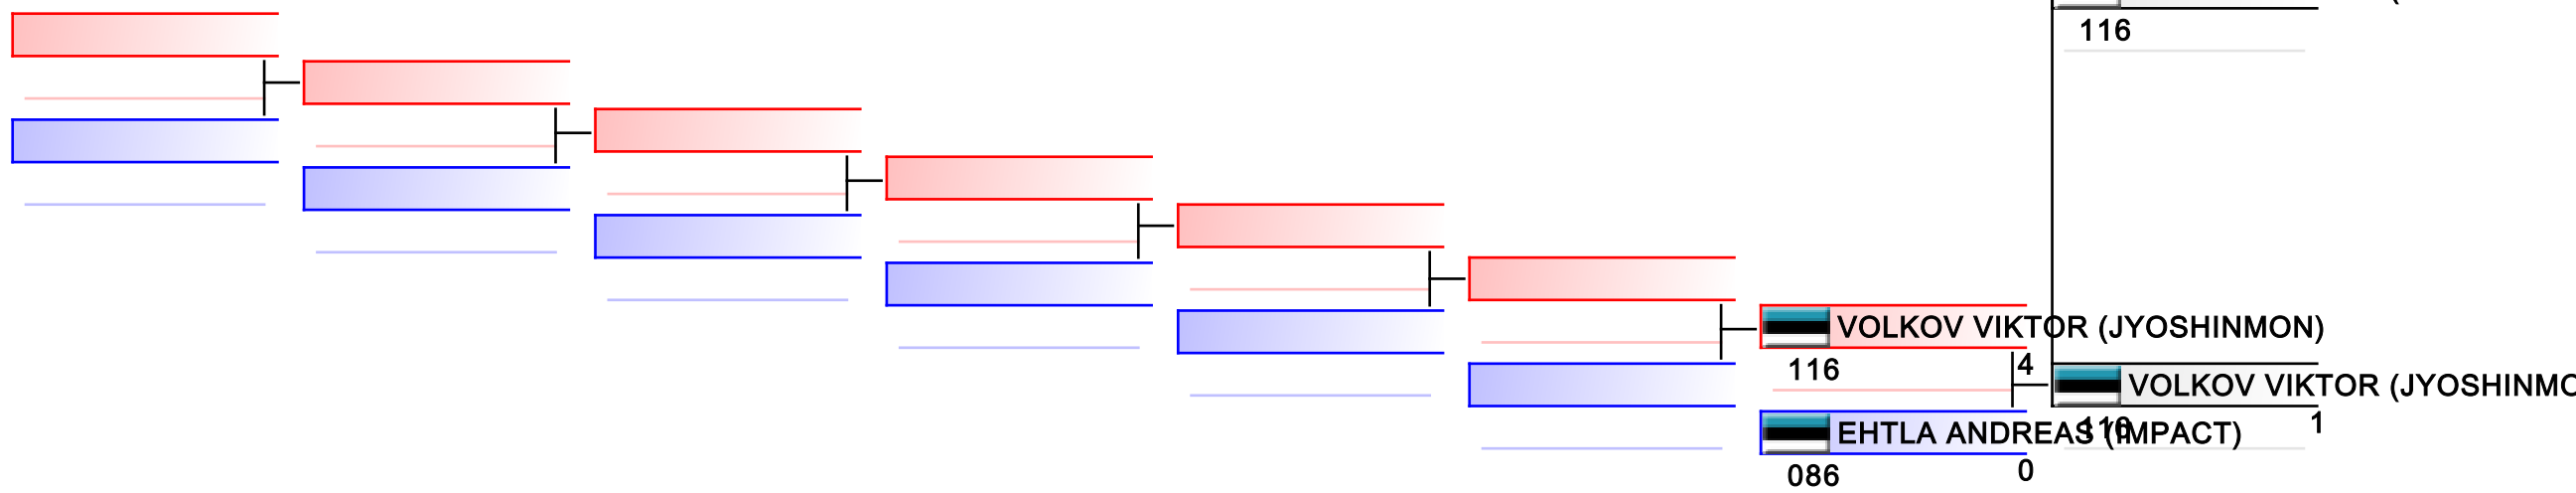 116
VOLKOV VIKTOR (JYOSHINMON)
116
4
VOLKOV VIKTOR (JYOSHINMO
1
EHTLA ANDREAS (IMPACT)
086
0